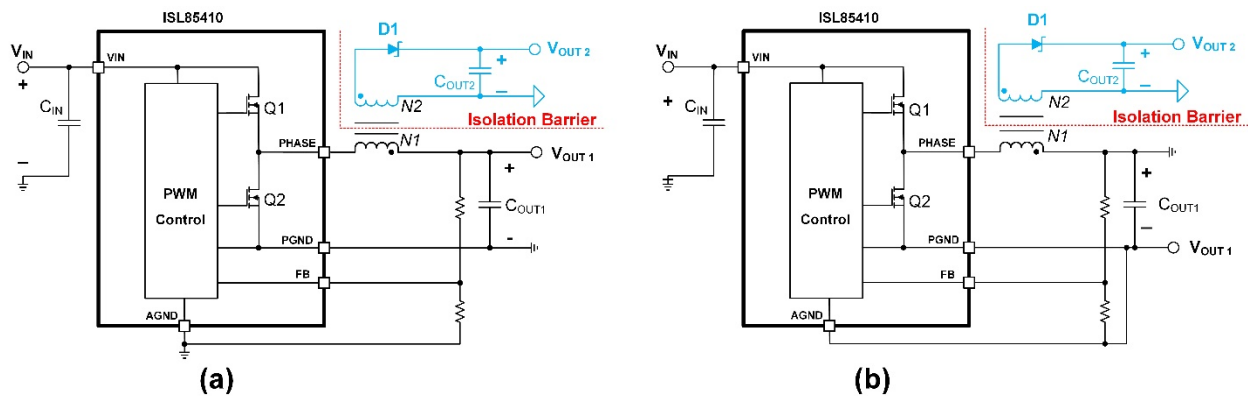 ISL85410
D1
V_OUT 2
V_IN
VIN
+
+
C_OUT2
−
C_IN
Q1
N2
Isolation Barrier
N1
PHASE
V_OUT 1
−
+
PWM
Control
Q2
C_OUT1
PGND
-
FB
AGND
(a)
ISL85410
D1
V_OUT 2
V_IN
VIN
+
C_OUT2
+
−
C_IN
Q1
N2
Isolation Barrier
N1
PHASE
+
PWM
Control
Q2
C_OUT1
−
PGND
V_OUT 1
FB
AGND
(b)